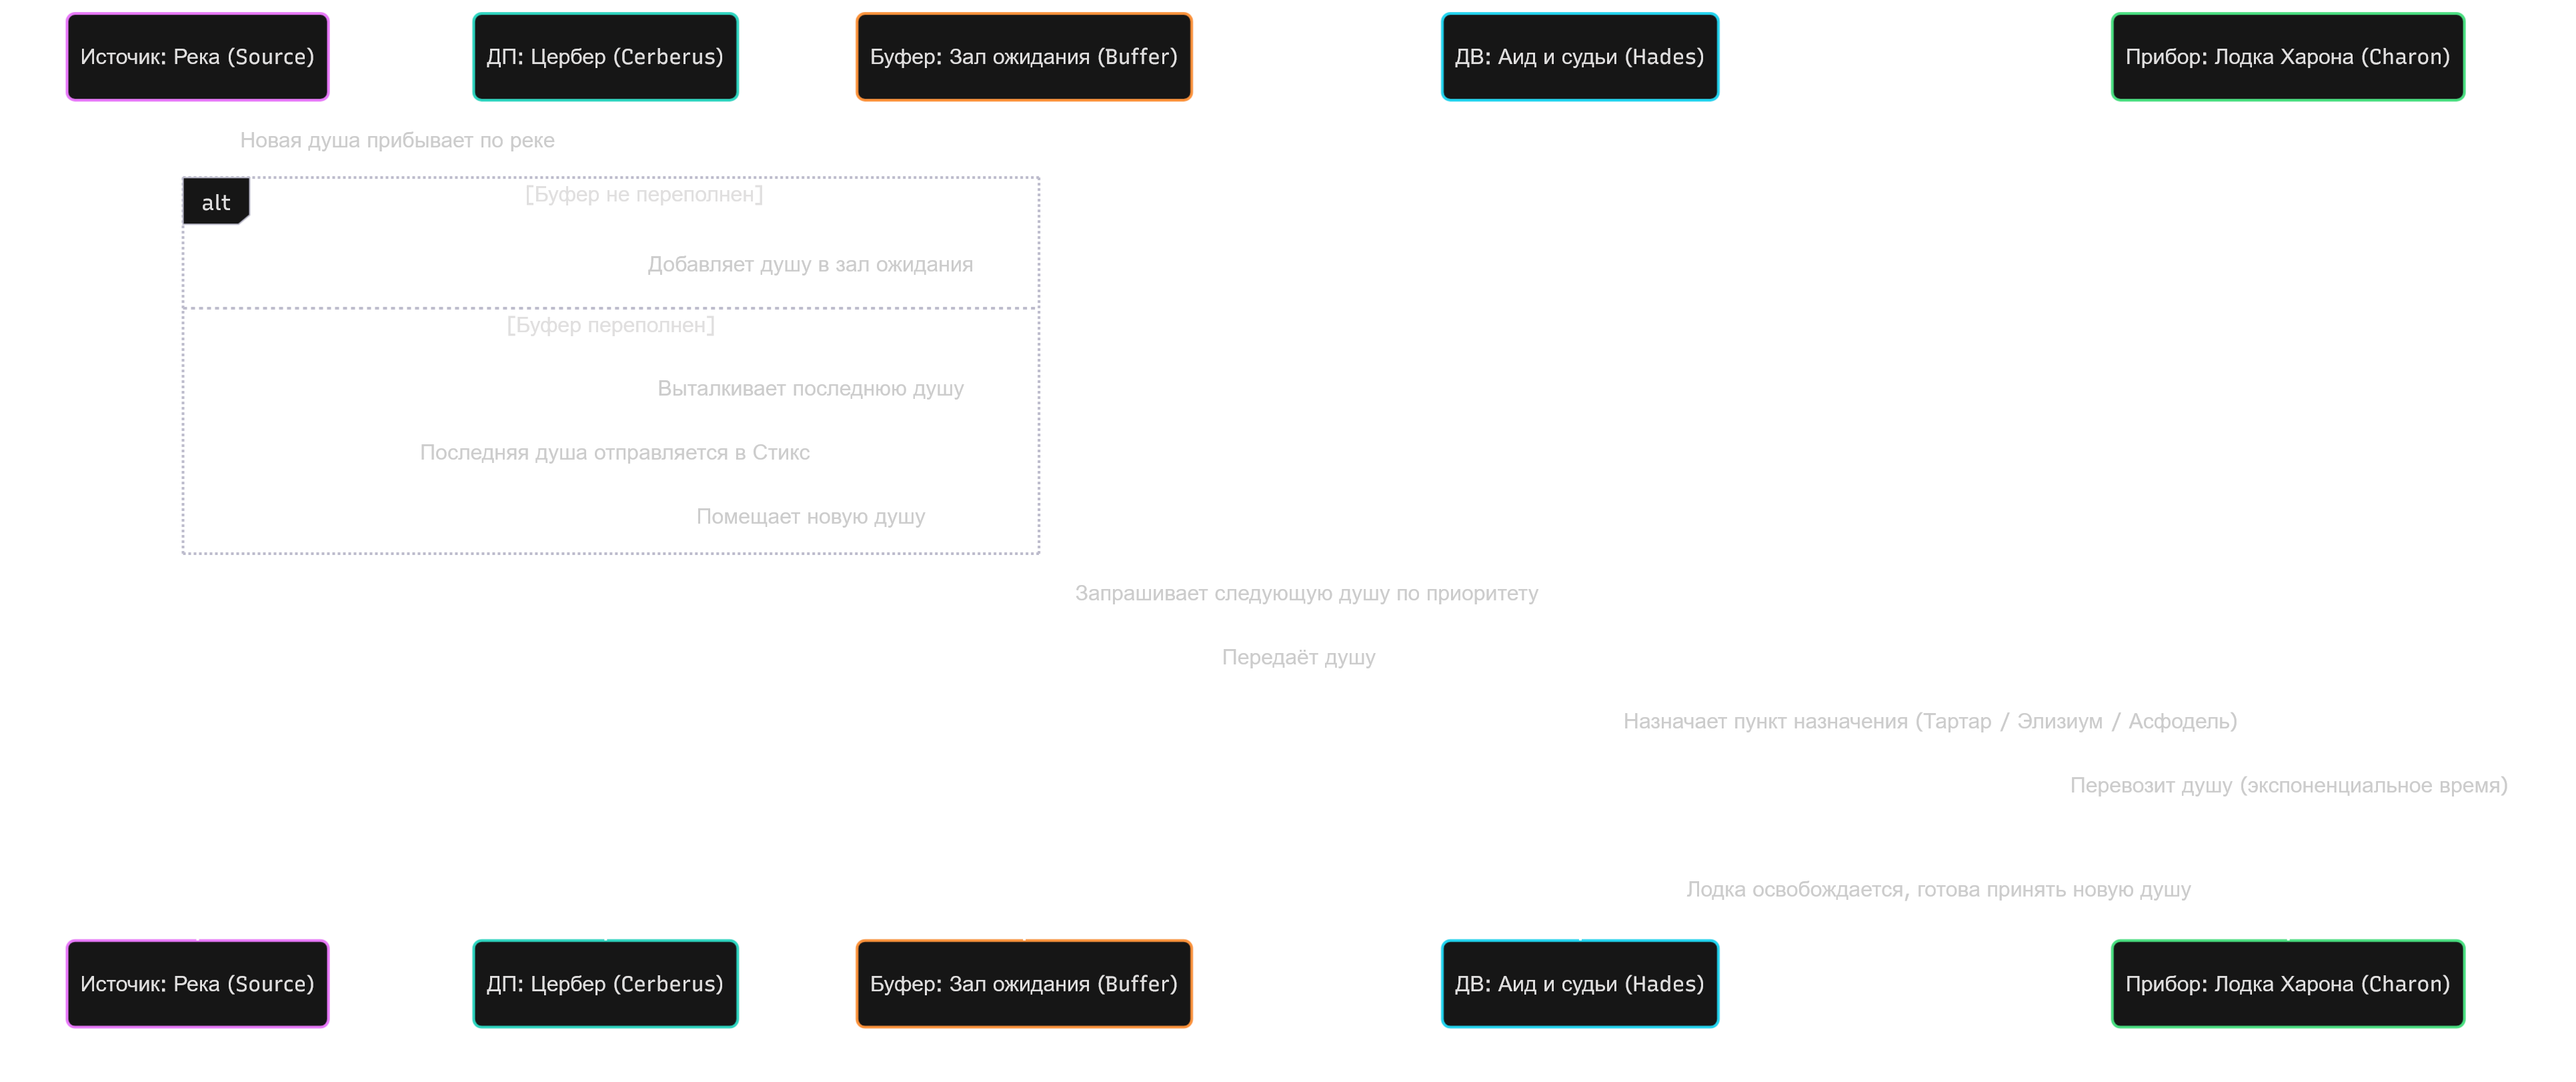 Источник: Река (Source)
ДП: Цербер (Cerberus)
Буфер: Зал ожидания (Buffer)
ДВ: Аид и судьи (Hades)
Прибор: Лодка Харона (Charon)
Новая душа прибывает по реке
alt
[Буфер не переполнен]
Добавляет душу в зал ожидания
[Буфер переполнен]
Выталкивает последнюю душу
Последняя душа отправляется в Стикс
Помещает новую душу
Запрашивает следующую душу по приоритету
Передаёт душу
Назначает пункт назначения (Тартар / Элизиум / Асфодель)
Перевозит душу (экспоненциальное время)
Лодка освобождается, готова принять новую душу
Источник: Река (Source)
ДП: Цербер (Cerberus)
Буфер: Зал ожидания (Buffer)
ДВ: Аид и судьи (Hades)
Прибор: Лодка Харона (Charon)